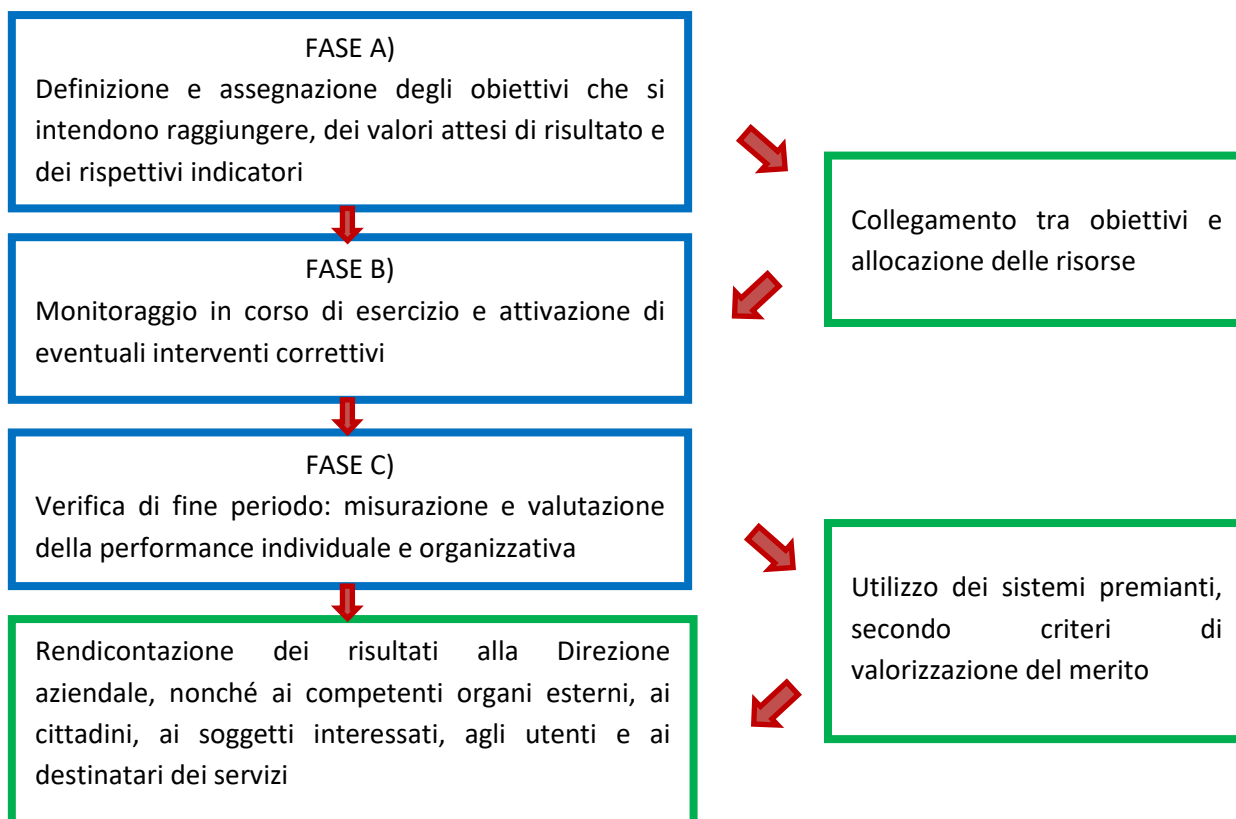 FASE A)
Definizione e assegnazione degli obiettivi che si
intendono raggiungere, dei valori attesi di risultato e
dei rispettivi indicatori
Collegamento tra obiettivi e
allocazione delle risorse
FASE B)
Monitoraggio in corso di esercizio e attivazione di
eventuali interventi correttivi
FASE C)
Verifica di fine periodo: misurazione e valutazione
della performance individuale e organizzativa
Utilizzo dei sistemi premianti,
secondo criteri di
valorizzazione del merito
Rendicontazione dei risultati alla Direzione
aziendale, nonché ai competenti organi esterni, ai
cittadini, ai soggetti interessati, agli utenti e ai
destinatari dei servizi